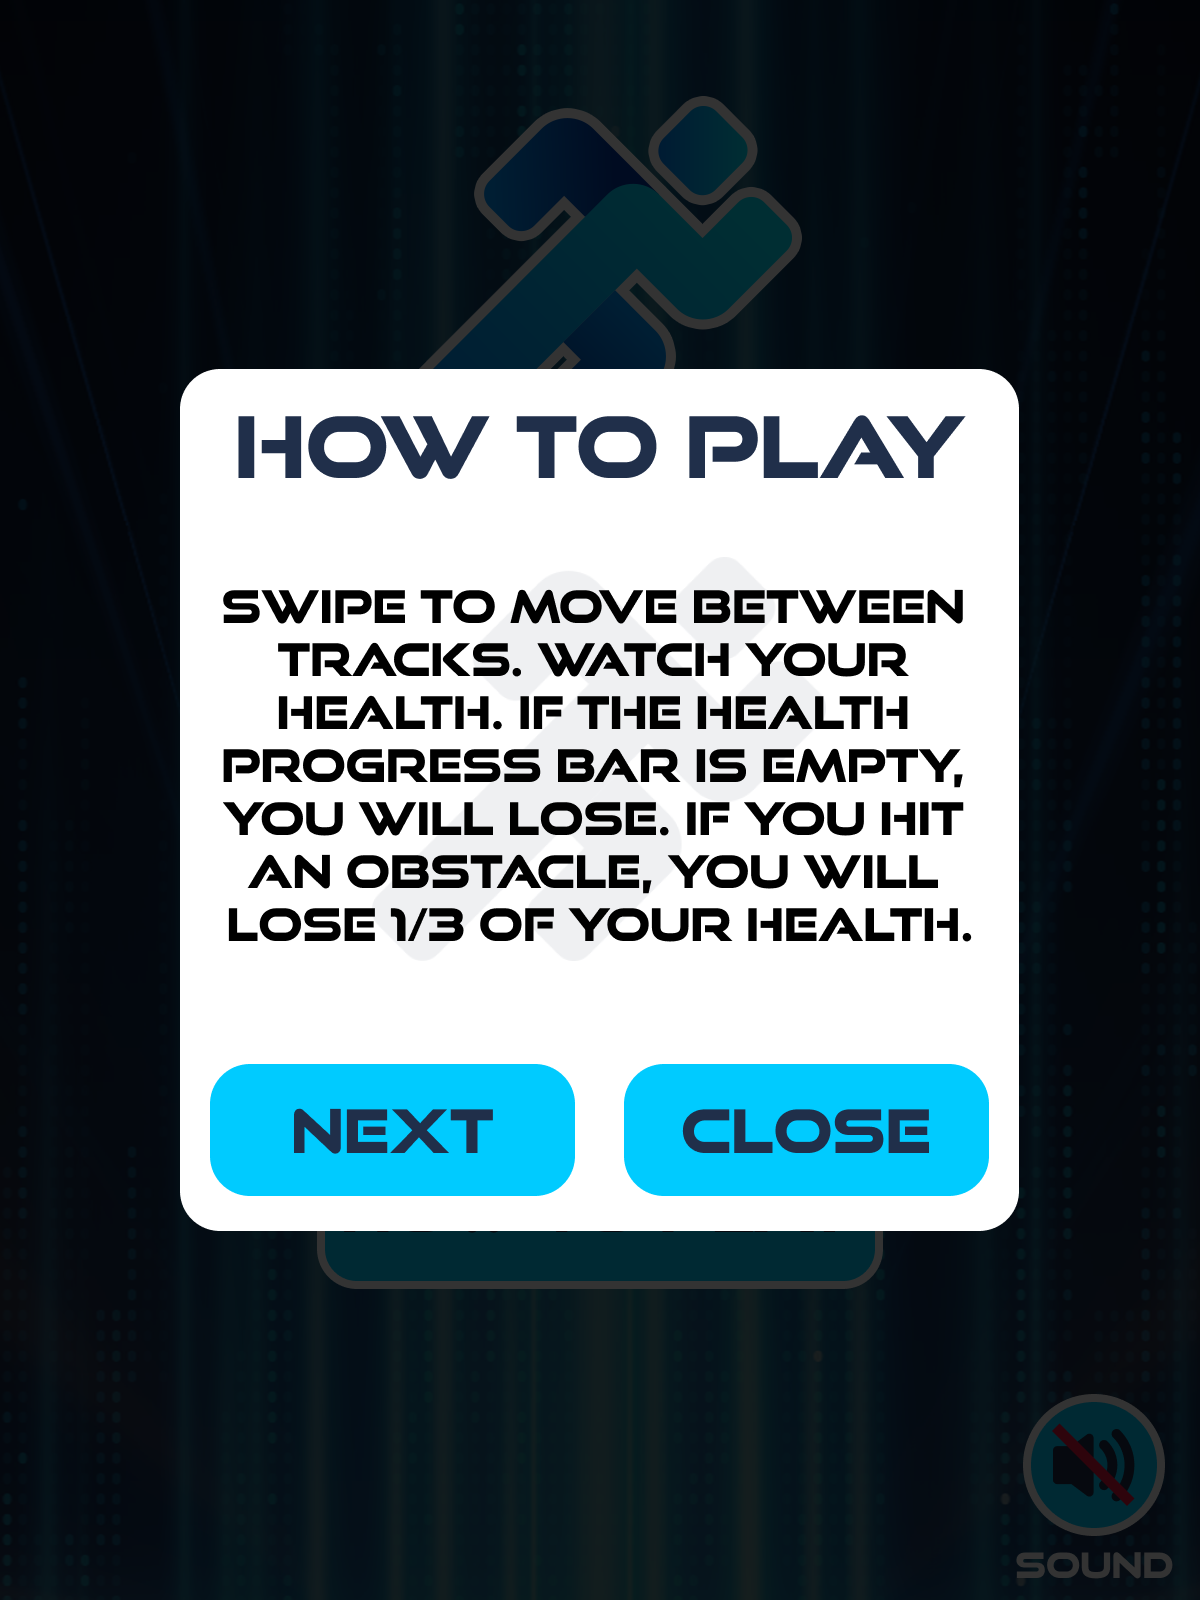 HOW TO PLAY
SWIPE TO MOVE BETWEEN
TRACKS. WATCH YOUR
HEALTH. IF THE HEALTH
PROGRESS BAR IS EMPTY,
YOU WILL LOSE. IF YOU HIT
AN OBSTACLE, YOU WILL
LOSE 1/3 OF YOUR HEALTH.
NEXT CLOSE
SOUND